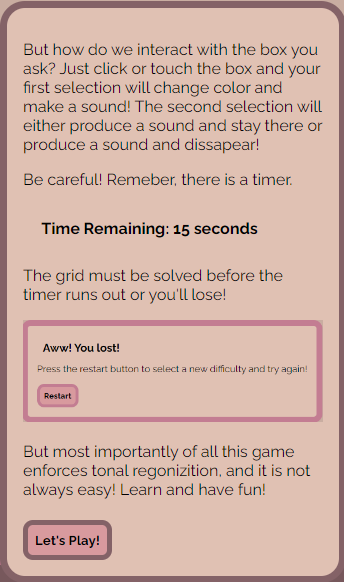 But how do we interact with the box you
ask? Just click or touch the box and your
first selection will change color and
make a sound! The second selection will
either produce a sound and stay there or
produce a sound and dissapear!
Be careful! Remeber, there is a timer.
Time Remaining: 15 seconds
The grid must be solved before the
timer runs out or you'll lose!
Aww! You lost!
Press the restart button to select a new difficulty and try again!
Restart
But most importantly of all this game
enforces tonal regonizition, and it is not
always easy! Learn and have fun!
Let's Play!